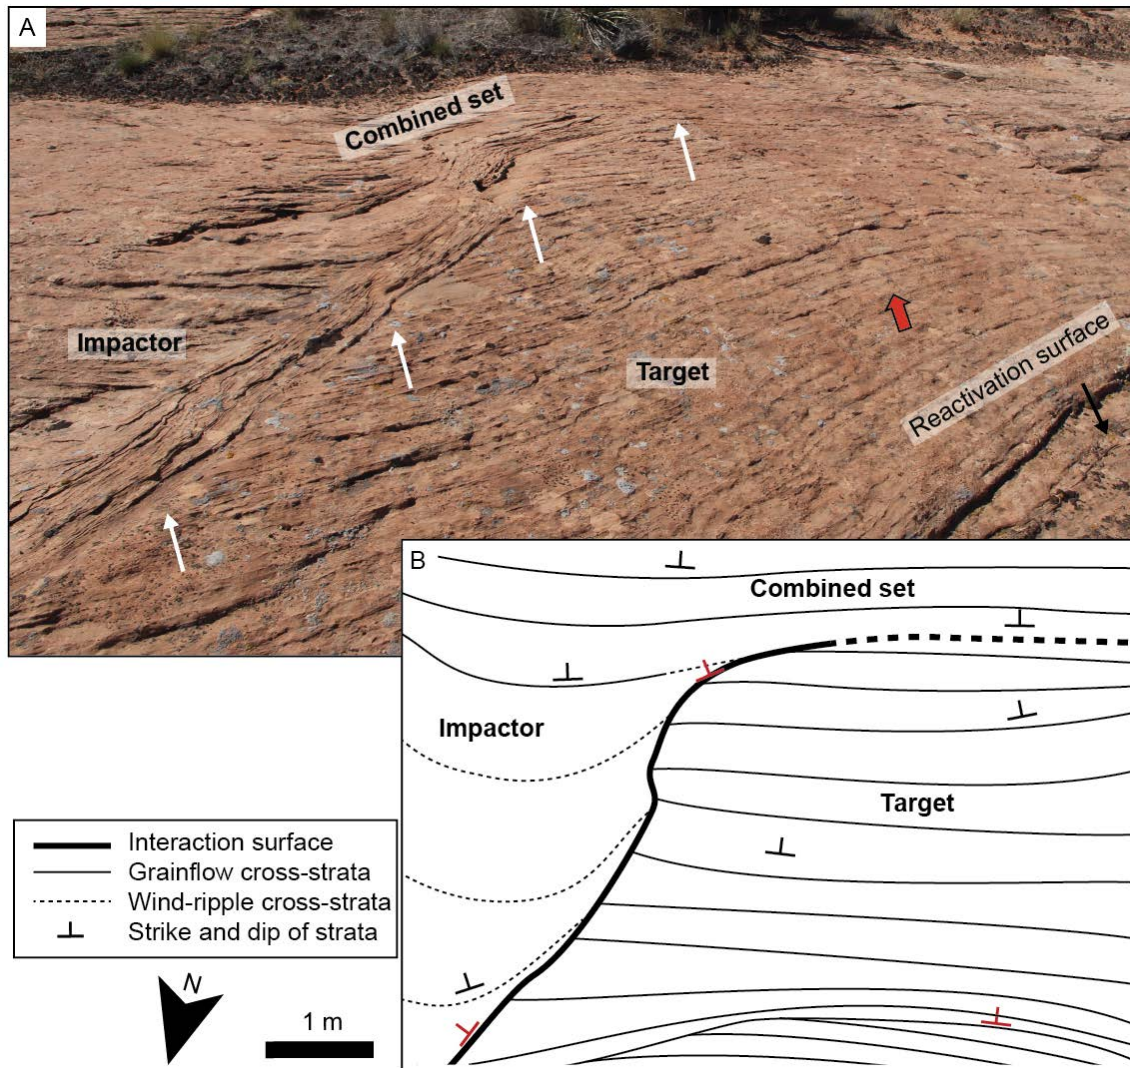 A
Combined set
Impactor
Target
Reactivation surface
B
Combined set
Impactor
Target
Interaction surface
Grainflow cross-strata
Wind-ripple cross-strata
Strike and dip of strata
N
1 m